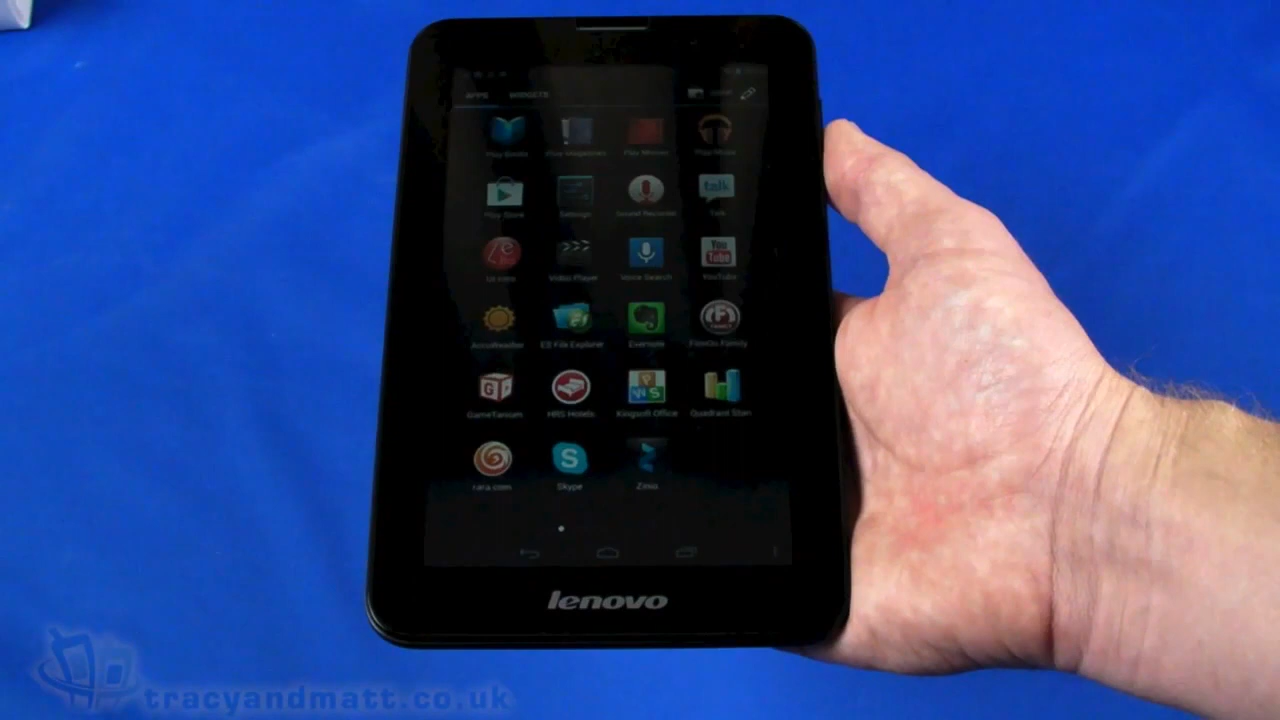 APPS WIDGETS
Play Books Play Magazines Play Movies Play Music
talk
Play Store Settings Sound Recorder Talk
You
Tube
Video Player Voice Search YouTube
F
FAMILY
ES File Explorer Evernote FilmOn Family
G T
P
W S
GameTanium HRS Hotels Kingsoft Office Quadrant Stan
S
rara.com Skype Zinio
lenovo
tracyandmatt.co.uk